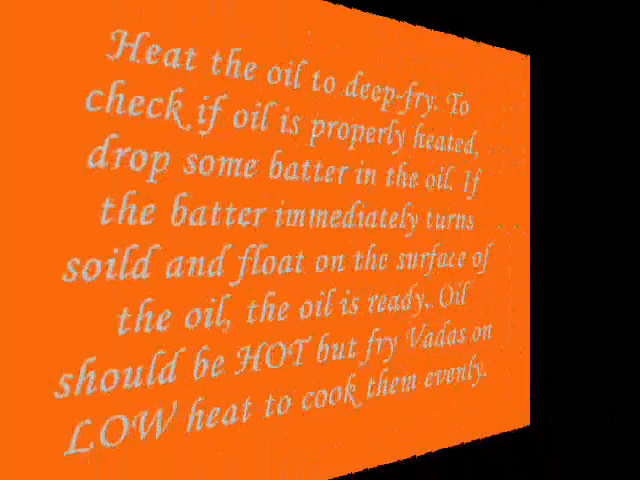 Heat the oil to deep-fry. To
check if oil is properly heated,
drop some batter in the oil. If
the batter immediately turns
soild and float on the surface of
the oil, the oil is ready. Oil
should be HOT but fry Vadas on
LOW heat to cook them evenly.